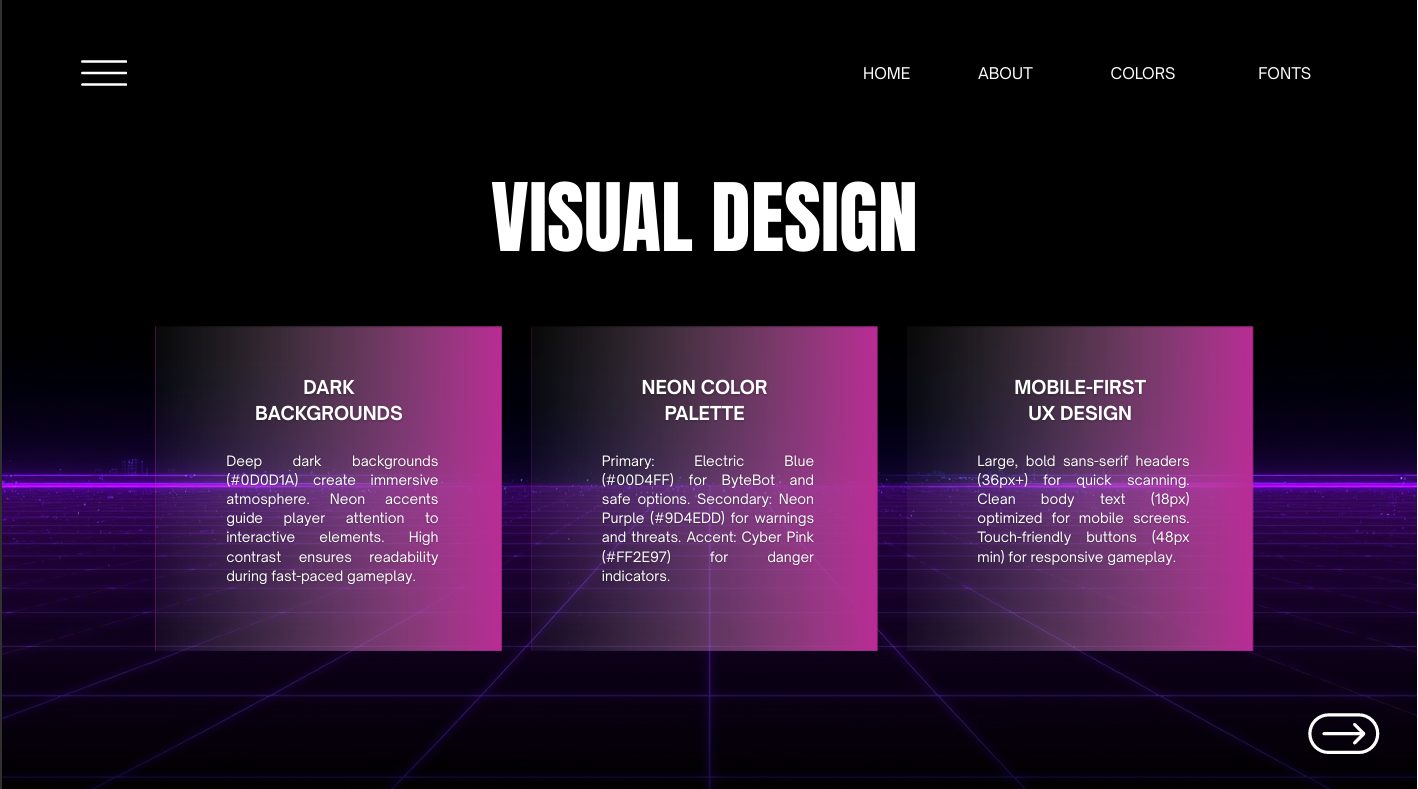 HOME ABOUT COLORS FONTS
VISUAL DESIGN
DARK
BACKGROUNDS
Deep dark backgrounds
(#0D0D1A) create immersive
atmosphere. Neon accents
guide player attention to
interactive elements. High
contrast ensures readability
during fast-paced gameplay.
NEON COLOR
PALETTE
Primary: Electric Blue
(#00D4FF) for ByteBot and
safe options. Secondary: Neon
Purple (#9D4EDD) for warnings
and threats. Accent: Cyber Pink
(#FF2E97) for danger
indicators.
MOBILE-FIRST
UX DESIGN
Large, bold sans-serif headers
(36px+) for quick scanning.
Clean body text (18px)
optimized for mobile screens.
Touch-friendly buttons (48px
min) for responsive gameplay.